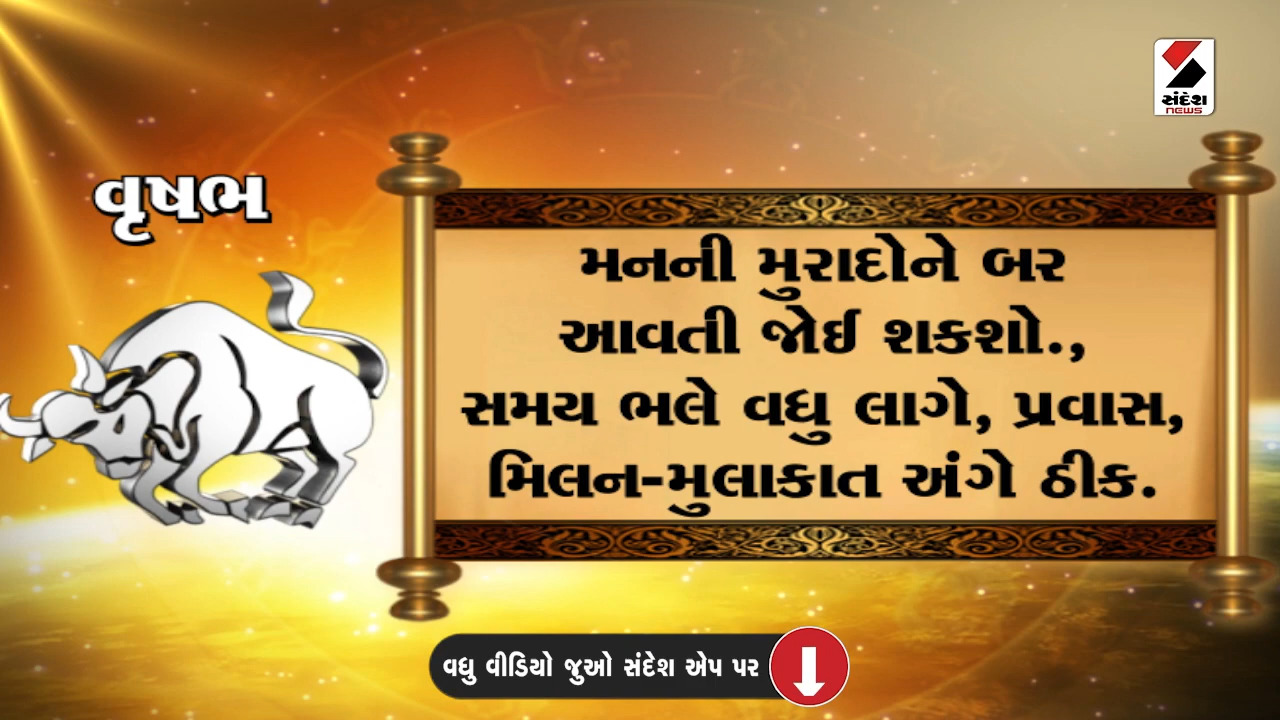 સંદેશ
NEWS
વૃષભ
મનની મુરાદોને બર
આવતી જોઈ શકશો.,
સમય ભલે વધુ લાગે, પ્રવાસ,
મિલન-મુલાકાત અંગે ઠીક.
વધુ વીડિયો જુઓ સંદેશ એપ પર